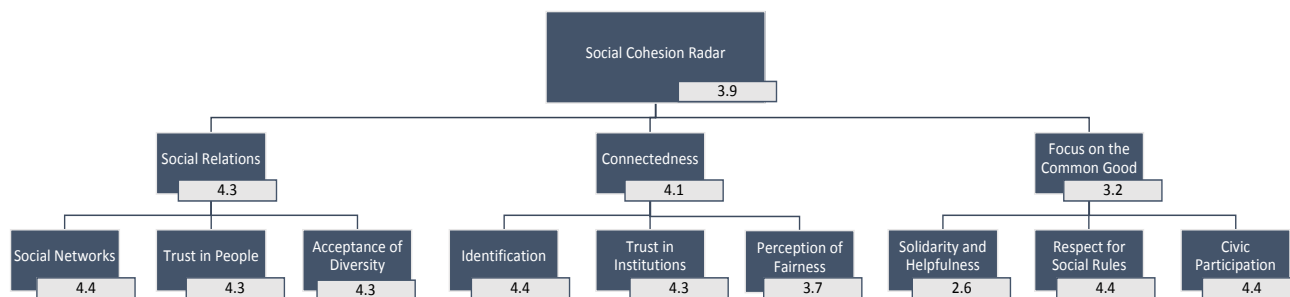 Social Cohesion Radar
3.9
Social Relations
4.3
Connectedness
4.1
Focus on the
Common Good
3.2
Social Networks
4.4
Trust in People
4.3
Acceptance of
Diversity
4.3
Identification
4.4
Trust in
Institutions
4.3
Perception of
Fairness
3.7
Solidarity and
Helpfulness
2.6
Respect for
Social Rules
4.4
Civic
Participation
4.4